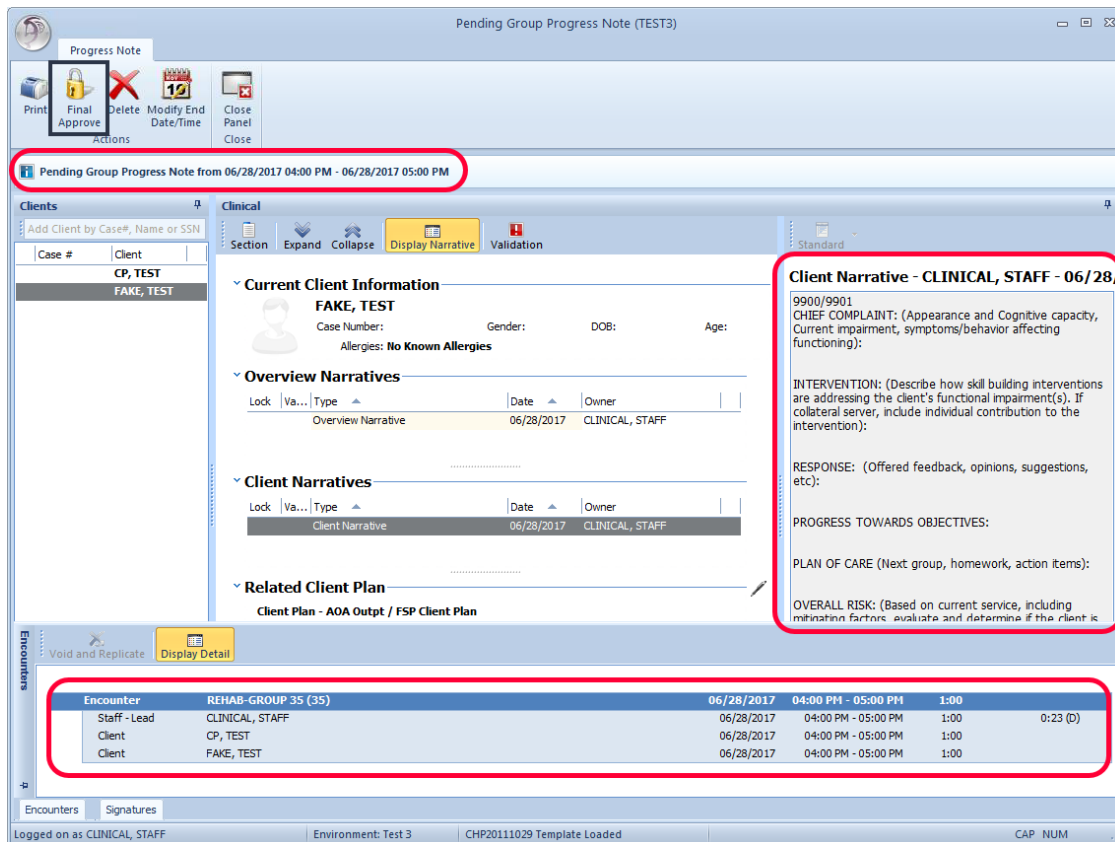 Pending Group Progress Note (TEST3)
Progress Note
Print
Final Approve
Delete
Modify End Date/Time
Close Panel
Actions
Close
Pending Group Progress Note from 06/28/2017 04:00 PM - 06/28/2017 05:00 PM
Clients
Add Client by Case#, Name or SSN
Case # Client
CP, TEST
FAKE, TEST
Clinical
Section Expand Collapse Display Narrative Validation
Current Client Information
FAKE, TEST
Case Number: Gender: DOB: Age:
Allergies: No Known Allergies
Overview Narratives
Lock Va... Type Date Owner
Overview Narrative 06/28/2017 CLINICAL, STAFF
Client Narratives
Lock Va... Type Date Owner
Client Narrative 06/28/2017 CLINICAL, STAFF
Related Client Plan
Client Plan - AOA Outpt / FSP Client Plan
Standard
Client Narrative - CLINICAL, STAFF - 06/28/
9900/9901
CHIEF COMPLAINT: (Appearance and Cognitive capacity,
Current impairment, symptoms/behavior affecting
functioning):
INTERVENTION: (Describe how skill building interventions
are addressing the client's functional impairment(s). If
collateral server, include individual contribution to the
intervention):
RESPONSE: (Offered feedback, opinions, suggestions,
etc):
PROGRESS TOWARDS OBJECTIVES:
PLAN OF CARE (Next group, homework, action items):
OVERALL RISK: (Based on current service, including
mitigating factors, evaluate and determine if the client is
Encounters
Void and Replicate Display Detail
Encounter REHAB-GROUP 35 (35) 06/28/2017 04:00 PM - 05:00 PM 1:00
Staff - Lead CLINICAL, STAFF 06/28/2017 04:00 PM - 05:00 PM 1:00 0:23 (D)
Client CP, TEST 06/28/2017 04:00 PM - 05:00 PM 1:00
Client FAKE, TEST 06/28/2017 04:00 PM - 05:00 PM 1:00
Encounters Signatures
Logged on as CLINICAL, STAFF Environment: Test 3 CHP20111029 Template Loaded CAP NUM